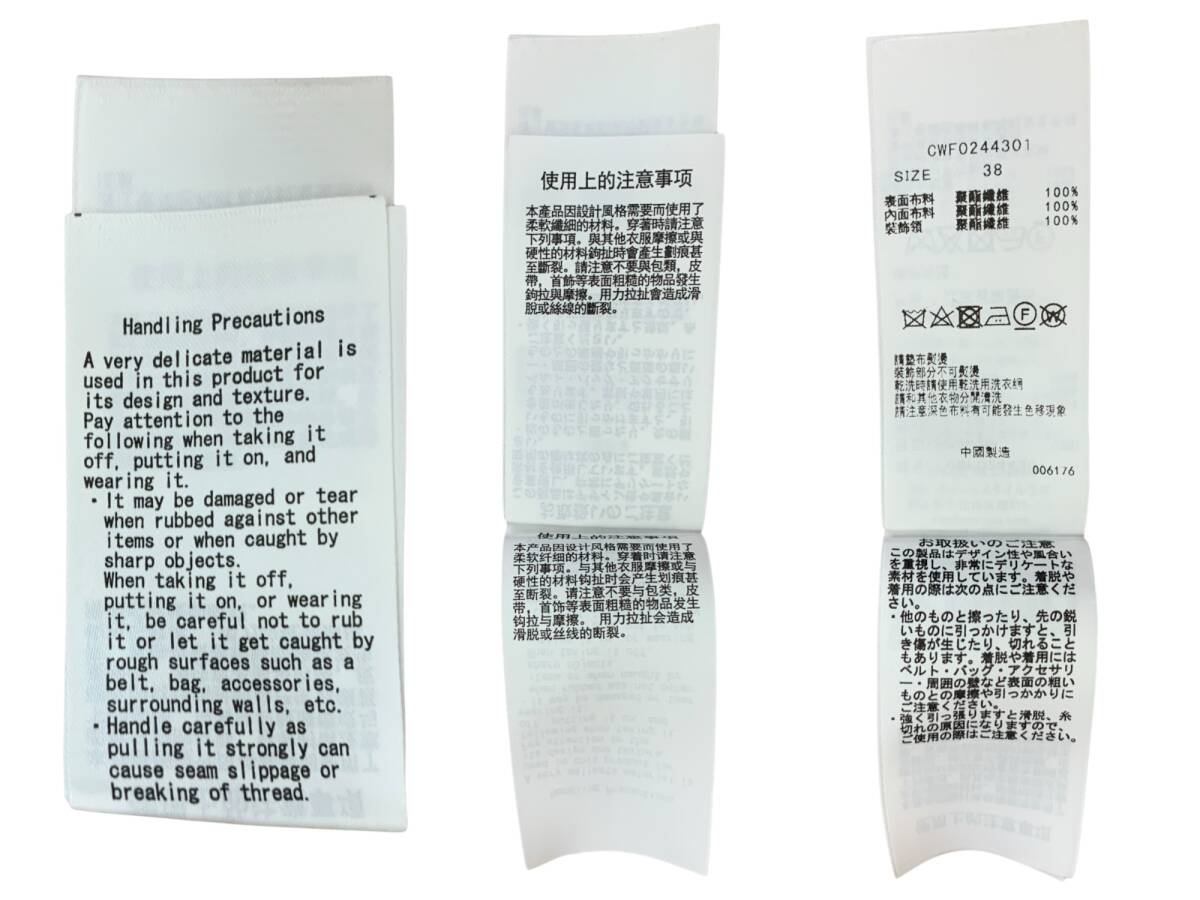 Handling Precautions
A very delicate material is
used in this product for
its design and texture.
Pay attention to the
following when taking it
off, putting it on, and
wearing it.
・It may be damaged or tear
when rubbed against other
items or when caught by
sharp objects.
When taking it off,
putting it on, or wearing
it, be careful not to rub
it or let it get caught by
rough surfaces such as a
belt, bag, accessories,
surrounding walls, etc.
・Handle carefully as
pulling it strongly can
cause seam slippage or
breaking of thread.
使用上的注意事项
本產品因設計風格需要而使用了
柔軟纖細的材料。穿著時請注意
下列事項。與其他衣服摩擦或與
硬性的材料鉤扯時會產生劃痕甚
至斷裂。請注意不要與包類，皮
帶，首飾等表面粗糙的物品發生
鉤拉與摩擦。用力拉扯會造成滑
脫或絲線的斷裂。
使用上的注意事项
本产品因设计风格需要而使用了
柔软纤细的材料。穿着时请注意
下列事项。与其他衣服摩擦或与
硬性的材料钩扯时会产生划痕甚
至断裂。请注意不要与包类，皮
带，首饰等表面粗糙的物品发生
钩拉与摩擦。用力拉扯会造成
滑脱或丝线的断裂。
CWF0244301
SIZE 38
表面布料 聚酯纖維 100%
內面布料 聚酯纖維 100%
裝飾領 聚酯纖維 100%
請墊布熨燙
裝飾部分不可熨燙
乾洗時請使用乾洗用洗衣網
請和其他衣物分開清洗
請注意深色布料有可能發生色移現象
中國製造
006176
お取扱いのご注意
この製品はデザイン性や風合い
を重視し、非常にデリケートな
素材を使用しています。着脱や
着用の際は次の点にご注意くだ
さい。
・他のものと擦ったり、先の鋭
いものに引っかけますと、引
き傷が生じたり、切れること
もあります。着脱や着用には
ベルト・バッグ・アクセサリ
ー・周囲の壁など表面の粗い
ものとの摩擦や引っかかりに
ご注意ください。
・強く引っ張りますと滑脱、糸
切れの原因になりますので、
ご使用の際はご注意ください。